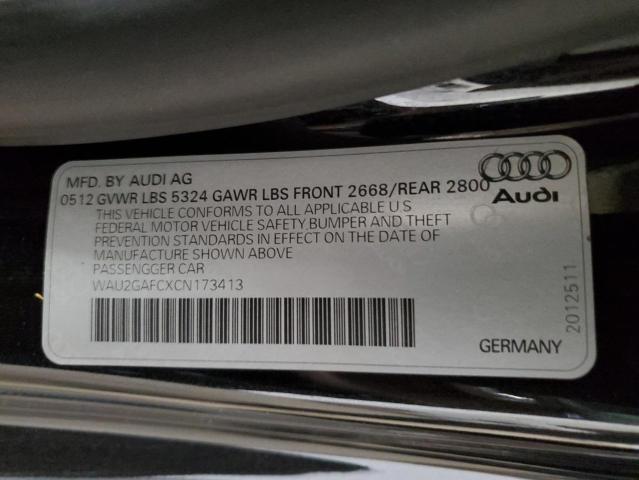 MFD. BY AUDI AG
0512 GVWR LBS 5324 GAWR LBS FRONT 2668/REAR 2800
THIS VEHICLE CONFORMS TO ALL APPLICABLE U S
FEDERAL MOTOR VEHICLE SAFETY BUMPER AND THEFT
PREVENTION STANDARDS IN EFFECT ON THE DATE OF
MANUFACTURE SHOWN ABOVE
PASSENGGER CAR
WAU2GAFCXCN173413
Audi
2012511
GERMANY